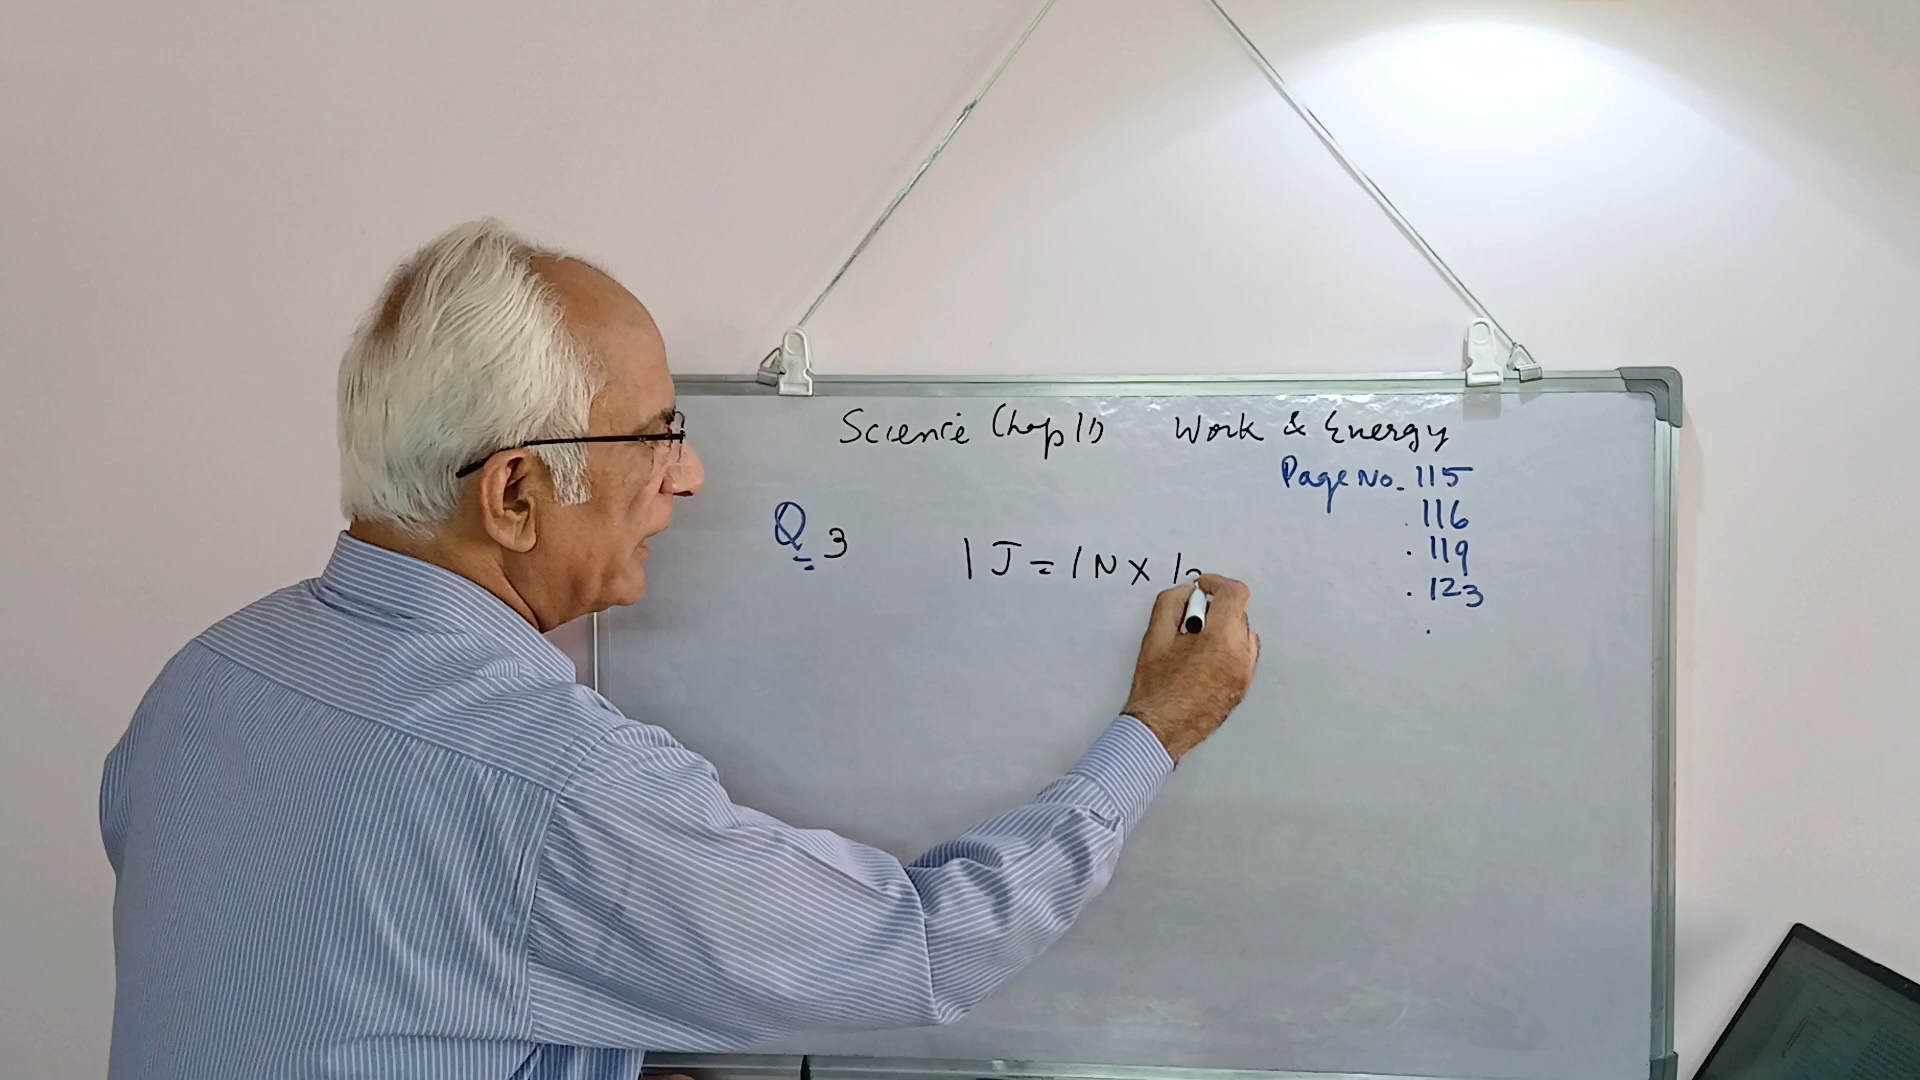 Science Chap 10 Work & Energy
Page No. 115
. 116
. 119
. 123
.
Q 3 1 J = 1 N X 1